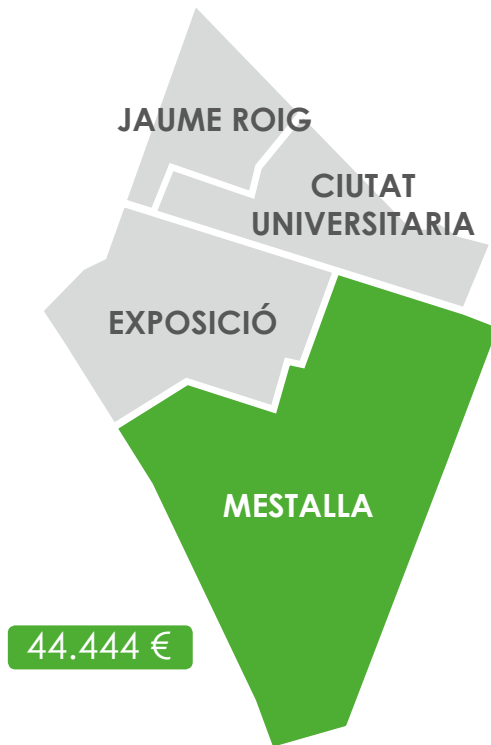 JAUME ROIG
CIUTAT
UNIVERSITARIA
EXPOSICIÓ
MESTALLA
44.444 €